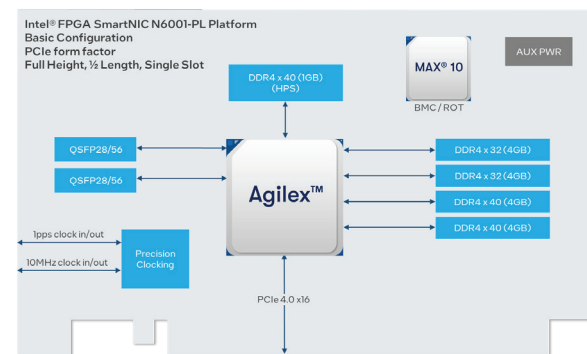 Intel® FPGA SmartNIC N6001-PL Platform
Basic Configuration
PCIe form factor
Full Height, ½ Length, Single Slot
DDR4 x 40 (1GB)
(HPS)
MAX® 10
BMC / ROT
AUX PWR
QSFP28/56
QSFP28/56
Agilex™
DDR4 x 32 (4GB)
DDR4 x 32 (4GB)
DDR4 x 40 (4GB)
DDR4 x 40 (4GB)
1pps clock in/out
10MHz clock in/out
Precision
Clocking
PCIe 4.0 x16